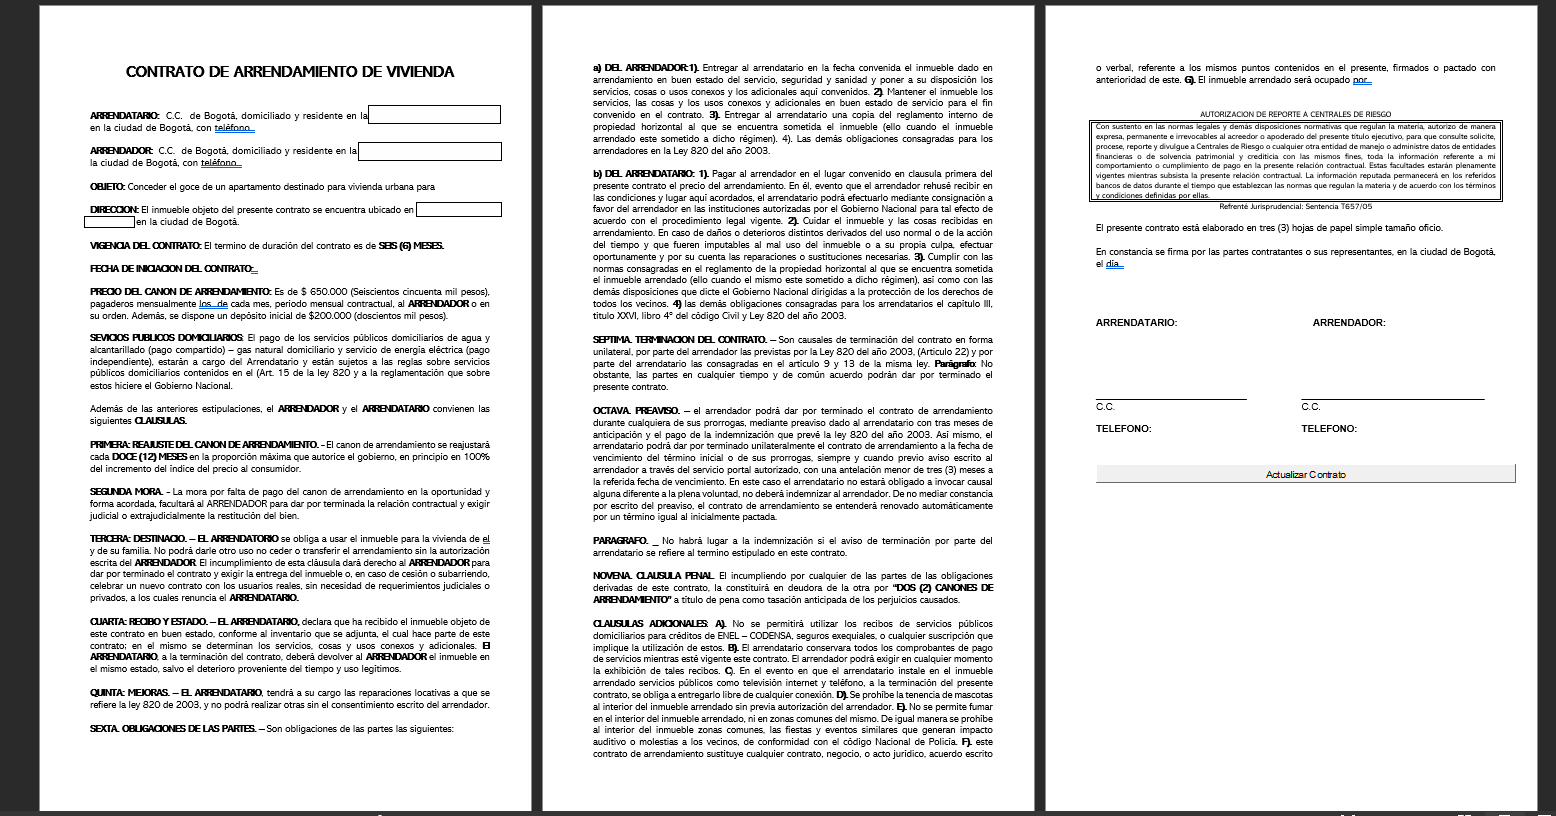 CONTRATO DE ARRENDAMIENTO DE VIVIENDA
ARRENDATARIO: C.C. de Bogotá, domiciliado y residente en la
en la ciudad de Bogotá, con teléfono
ARRENDADOR: C.C. de Bogotá, domiciliado y residente en la
la ciudad de Bogotá, con teléfono
OBJETO: Conceder el goce de un apartamento destinado para vivienda urbana para
DIRECCION: El inmueble objeto del presente contrato se encuentra ubicado en
en la ciudad de Bogotá.
VIGENCIA DEL CONTRATO: El termino de duración del contrato es de SEIS (6) MESES.
FECHA DE INICIACION DEL CONTRATO:
PRECIO DEL CANON DE ARRENDAMIENTO: Es de $ 650.000 (Seiscientos cincuenta mil pesos),
pagaderos mensualmente los de cada mes, periodo mensual contractual, al ARRENDADOR o en
su orden. Además, se dispone un depósito inicial de $200.000 (doscientos mil pesos).
SEVICIOS PUBLICOS DOMICILIARIOS: El pago de los servicios públicos domiciliarios de agua y
alcantarillado (pago compartido) – gas natural domiciliario y servicio de energía eléctrica (pago
independiente), estarán a cargo del Arrendatario y están sujetos a las reglas sobre servicios
públicos domiciliarios contenidos en el (Art. 15 de la ley 820 y a la reglamentación que sobre
estos hiciere el Gobierno Nacional.
Además de las anteriores estipulaciones, el ARRENDADOR y el ARRENDATARIO convienen las
siguientes CLAUSULAS.
PRIMERA: REAJUSTE DEL CANON DE ARRENDAMIENTO. - El canon de arrendamiento se reajustará
cada DOCE (12) MESES en la proporción máxima que autorice el gobierno, en principio en 100%
del incremento del índice del precio al consumidor.
SEGUNDA MORA. - La mora por falta de pago del canon de arrendamiento en la oportunidad y
forma acordada, facultará al ARRENDADOR para dar por terminada la relación contractual y exigir
judicial o extrajudicialmente la restitución del bien.
TERCERA: DESTINACIO. – EL ARRENDATORIO se obliga a usar el inmueble para la vivienda de el
y de su familia. No podrá darle otro uso no ceder o transferir el arrendamiento sin la autorización
escrita del ARRENDADOR. El incumplimiento de esta cláusula dará derecho al ARRENDADOR para
dar por terminado el contrato y exigir la entrega del inmueble o, en caso de cesión o subarriendo,
celebrar un nuevo contrato con los usuarios reales, sin necesidad de requerimientos judiciales o
privados, a los cuales renuncia el ARRENDATARIO.
CUARTA: RECIBO Y ESTADO. – EL ARRENDATARIO, declara que ha recibido el inmueble objeto de
este contrato en buen estado, conforme al inventario que se adjunta, el cual hace parte de este
contrato; en el mismo se determinan los servicios, cosas y usos conexos y adicionales. El
ARRENDATARIO, a la terminación del contrato, deberá devolver al ARRENDADOR el inmueble en
el mismo estado, salvo el deterioro proveniente del tiempo y uso legítimos.
QUINTA: MEJORAS. – EL ARRENDATARIO, tendrá a su cargo las reparaciones locativas a que se
refiere la ley 820 de 2003, y no podrá realizar otras sin el consentimiento escrito del arrendador.
SEXTA. OBLIGACIONES DE LAS PARTES. – Son obligaciones de las partes las siguientes:
a) DEL ARRENDADOR:1). Entregar al arrendatario en la fecha convenida el inmueble dado en
arrendamiento en buen estado del servicio, seguridad y sanidad y poner a su disposición los
servicios, cosas o usos conexos y los adicionales aquí convenidos. 2). Mantener el inmueble los
servicios, las cosas y los usos conexos y adicionales en buen estado de servicio para el fin
convenido en el contrato. 3). Entregar al arrendatario una copia del reglamento interno de
propiedad horizontal al que se encuentra sometida el inmueble (ello cuando el inmueble
arrendado este sometido a dicho régimen). 4). Las demás obligaciones consagradas para los
arrendadores en la Ley 820 del año 2003.
b) DEL ARRENDATARIO: 1). Pagar al arrendador en el lugar convenido en clausula primera del
presente contrato el precio del arrendamiento. En él, evento que el arrendador rehusé recibir en
las condiciones y lugar aquí acordados, el arrendatario podrá efectuarlo mediante consignación a
favor del arrendador en las instituciones autorizadas por el Gobierno Nacional para tal efecto de
acuerdo con el procedimiento legal vigente. 2). Cuidar el inmueble y las cosas recibidas en
arrendamiento. En caso de daños o deterioros distintos derivados del uso normal o de la acción
del tiempo y que fueren imputables al mal uso del inmueble o a su propia culpa, efectuar
oportunamente y por su cuenta las reparaciones o sustituciones necesarias. 3). Cumplir con las
normas consagradas en el reglamento de la propiedad horizontal al que se encuentra sometida
el inmueble arrendado (ello cuando el mismo este sometido a dicho régimen), así como con las
demás disposiciones que dicte el Gobierno Nacional dirigidas a la protección de los derechos de
todos los vecinos. 4) las demás obligaciones consagradas para los arrendatarios el capítulo III,
titulo XXVI, libro 4° del código Civil y Ley 820 del año 2003.
SEPTIMA. TERMINACION DEL CONTRATO. – Son causales de terminación del contrato en forma
unilateral, por parte del arrendador las previstas por la Ley 820 del año 2003, (Articulo 22) y por
parte del arrendatario las consagradas en el artículo 9 y 13 de la misma ley. Parágrafo: No
obstante, las partes en cualquier tiempo y de común acuerdo podrán dar por terminado el
presente contrato.
OCTAVA. PREAVISO. – el arrendador podrá dar por terminado el contrato de arrendamiento
durante cualquiera de sus prorrogas, mediante preaviso dado al arrendatario con tras meses de
anticipación y el pago de la indemnización que prevé la ley 820 del año 2003. Así mismo, el
arrendatario podrá dar por terminado unilateralmente el contrato de arrendamiento a la fecha de
vencimiento del término inicial o de sus prorrogas, siempre y cuando previo aviso escrito al
arrendador a través del servicio portal autorizado, con una antelación menor de tres (3) meses a
la referida fecha de vencimiento. En este caso el arrendatario no estará obligado a invocar causal
alguna diferente a la plena voluntad, no deberá indemnizar al arrendador. De no mediar constancia
por escrito del preaviso, el contrato de arrendamiento se entenderá renovado automáticamente
por un término igual al inicialmente pactada.
PARAGRAFO. _ No habrá lugar a la indemnización si el aviso de terminación por parte del
arrendatario se refiere al termino estipulado en este contrato.
NOVENA. CLAUSULA PENAL. El incumpliendo por cualquier de las partes de las obligaciones
derivadas de este contrato, la constituirá en deudora de la otra por "DOS (2) CANONES DE
ARRENDAMIENTO" a título de pena como tasación anticipada de los perjuicios causados.
CLAUSULAS ADICIONALES: A). No se permitirá utilizar los recibos de servicios públicos
domiciliarios para créditos de ENEL – CODENSA, seguros exequiales, o cualquier suscripción que
implique la utilización de estos. B). El arrendatario conservara todos los comprobantes de pago
de servicios mientras esté vigente este contrato. El arrendador podrá exigir en cualquier momento
la exhibición de tales recibos. C). En el evento en que el arrendatario instale en el inmueble
arrendado servicios públicos como televisión internet y teléfono, a la terminación del presente
contrato, se obliga a entregarlo libre de cualquier conexión. D). Se prohíbe la tenencia de mascotas
al interior del inmueble arrendado sin previa autorización del arrendador. E). No se permite fumar
en el interior del inmueble arrendado, ni en zonas comunes del mismo. De igual manera se prohíbe
al interior del inmueble zonas comunes, las fiestas y eventos similares que generan impacto
auditivo o molestias a los vecinos, de conformidad con el código Nacional de Policía. F). este
contrato de arrendamiento sustituye cualquier contrato, negocio, o acto jurídico, acuerdo escrito
o verbal, referente a los mismos puntos contenidos en el presente, firmados o pactado con
anterioridad de este. G). El inmueble arrendado será ocupado por
AUTORIZACION DE REPORTE A CENTRALES DE RIESGO
Con sustento en las normas legales y demás disposiciones normativas que regulan la materia, autorizo de manera
expresa, permanente e irrevocables al acreedor o apoderado del presente título ejecutivo, para que consulte solicite,
procese, reporte y divulgue a Centrales de Riesgo o cualquier otra entidad de manejo o administre datos de entidades
financieras o de solvencia patrimonial y crediticia con las mismos fines, toda la información referente a mi
comportamiento o cumplimiento de pago en la presente relación contractual. Estas facultades estarán plenamente
vigentes mientras subsista la presente relación contractual. La información reputada permanecerá en los referidos
bancos de datos durante el tiempo que establezcan las normas que regulan la materia y de acuerdo con los términos
y condiciones definidas por ellas.
Refrenté Jurisprudencial: Sentencia T657/05
El presente contrato está elaborado en tres (3) hojas de papel simple tamaño oficio.
En constancia se firma por las partes contratantes o sus representantes, en la ciudad de Bogotá,
el día
ARRENDATARIO: ARRENDADOR:
C.C. C.C.
TELEFONO: TELEFONO:
Actualizar Contrato